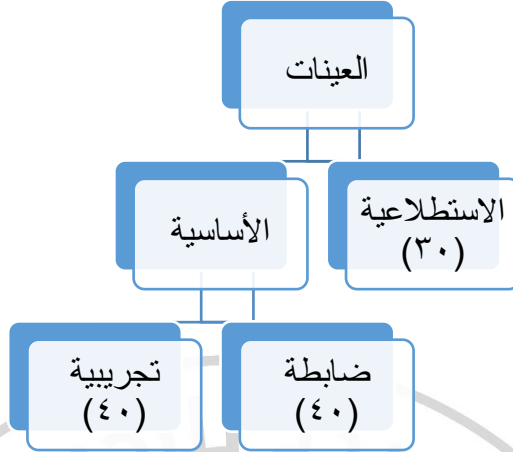 العينات
الاستطلاعية
(٣٠)
الأساسية
ضابطة
(٤٠)
تجريبية
(٤٠)